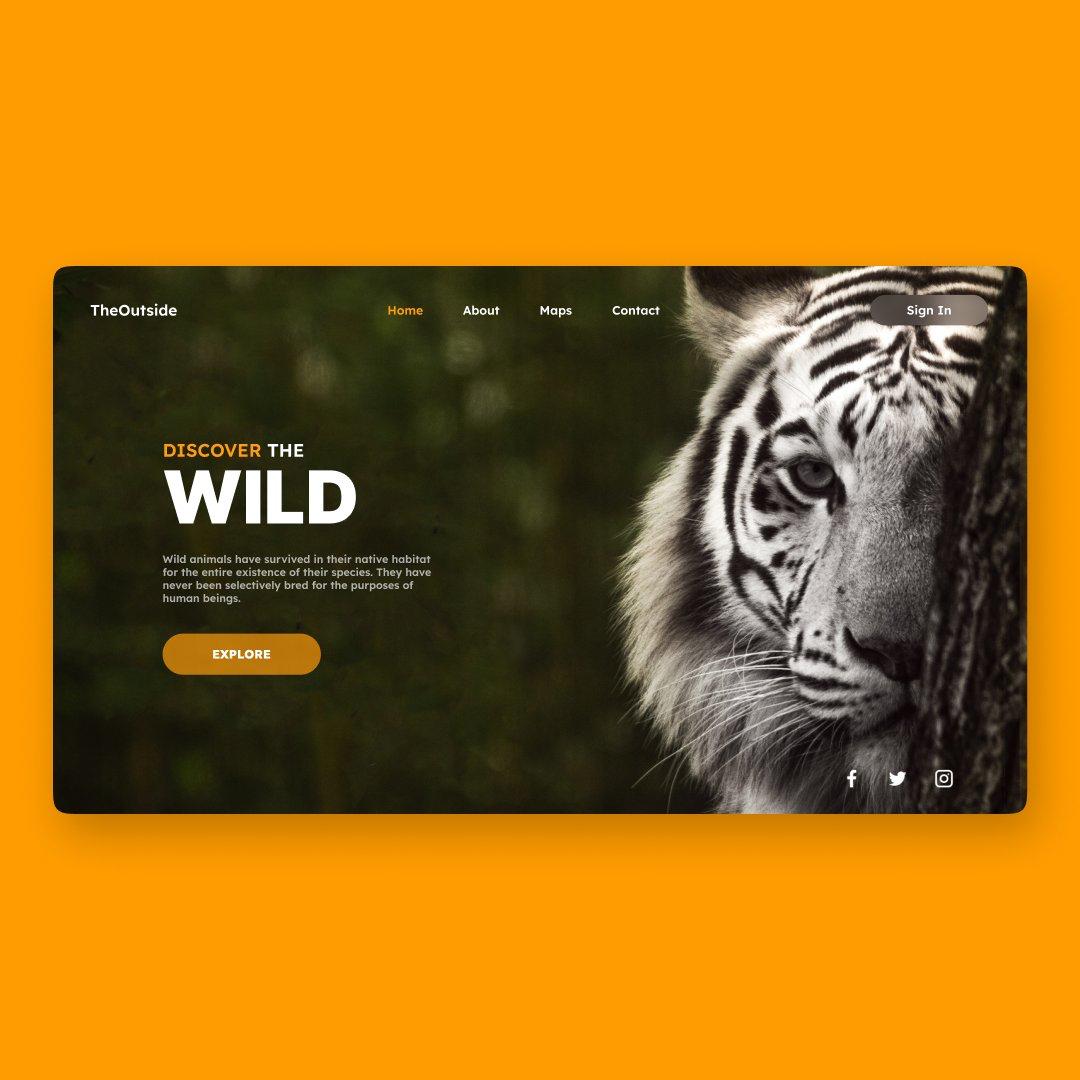 TheOutside
Home About Maps Contact
Sign In
DISCOVER THE
WILD
Wild animals have survived in their native habitat
for the entire existence of their species. They have
never been selectively bred for the purposes of
human beings.
EXPLORE